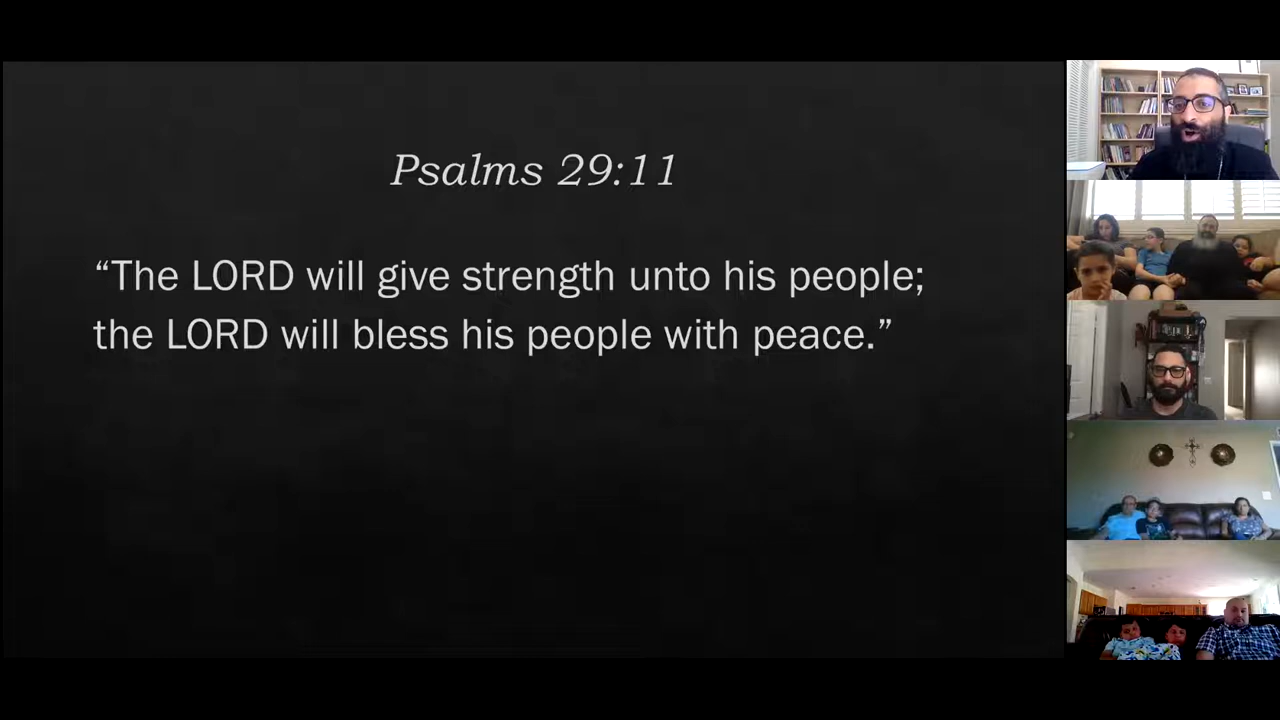 Psalms 29:11
“The LORD will give strength unto his people;
the LORD will bless his people with peace.”